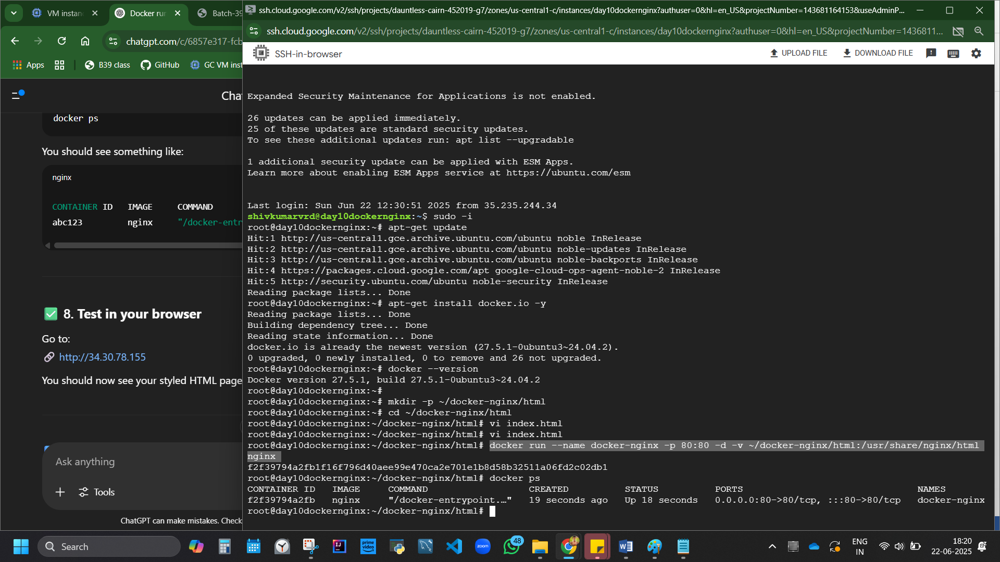 VM instan
Docker run
Batch-39
chatgpt.com/c/6857e317-fcb
Apps
B39 class
GitHub
GC VM inst
Chat
docker ps
You should see something like:
nginx
CONTAINER ID IMAGE COMMAND
abc123 nginx "/docker-entr
8. Test in your browser
Go to:
http://34.30.78.155
You should now see your styled HTML page
Ask anything
Tools
ChatGPT can make mistakes. Check
ssh.cloud.google.com/v2/ssh/projects/dauntless-cairn-452019-g7/zones/us-central1-c/instances/day10dockernginx?authuser=0&hl=en_US&projectNumber=143681164153&useAdminP...
ssh.cloud.google.com/v2/ssh/projects/dauntless-cairn-452019-g7/zones/us-central1-c/instances/day10dockernginx?authuser=0&hl=en_US&projectNumber=1436811...
SSH-in-browser
UPLOAD FILE
DOWNLOAD FILE
Expanded Security Maintenance for Applications is not enabled.
26 updates can be applied immediately.
25 of these updates are standard security updates.
To see these additional updates run: apt list --upgradable
1 additional security update can be applied with ESM Apps.
Learn more about enabling ESM Apps service at https://ubuntu.com/esm
Last login: Sun Jun 22 12:30:51 2025 from 35.235.244.34
shivkumarvrd@day10dockernginx:~$ sudo -i
root@day10dockernginx:~# apt-get update
Hit:1 http://us-central1.gce.archive.ubuntu.com/ubuntu noble InRelease
Hit:2 http://us-central1.gce.archive.ubuntu.com/ubuntu noble-updates InRelease
Hit:3 http://us-central1.gce.archive.ubuntu.com/ubuntu noble-backports InRelease
Hit:4 https://packages.cloud.google.com/apt google-cloud-ops-agent-noble-2 InRelease
Hit:5 http://security.ubuntu.com/ubuntu noble-security InRelease
Reading package lists... Done
root@day10dockernginx:~# apt-get install docker.io -y
Reading package lists... Done
Building dependency tree... Done
Reading state information... Done
docker.io is already the newest version (27.5.1-0ubuntu3~24.04.2).
0 upgraded, 0 newly installed, 0 to remove and 26 not upgraded.
root@day10dockernginx:~# docker --version
Docker version 27.5.1, build 27.5.1-0ubuntu3~24.04.2
root@day10dockernginx:~#
root@day10dockernginx:~# mkdir -p ~/docker-nginx/html
root@day10dockernginx:~# cd ~/docker-nginx/html
root@day10dockernginx:~/docker-nginx/html# vi index.html
root@day10dockernginx:~/docker-nginx/html# vi index.html
root@day10dockernginx:~/docker-nginx/html# docker run --name docker-nginx -p 80:80 -d -v ~/docker-nginx/html:/usr/share/nginx/html
nginx
f2f39794a2fb1f16f796d40aee99e470ca2e701e1b8d58b32511a06fd2c02db1
root@day10dockernginx:~/docker-nginx/html# docker ps
CONTAINER ID IMAGE COMMAND CREATED STATUS PORTS NAMES
f2f39794a2fb nginx "/docker-entrypoint.…" 19 seconds ago Up 18 seconds 0.0.0.0:80->80/tcp, :::80->80/tcp docker-nginx
root@day10dockernginx:~/docker-nginx/html#
Search
IJ
prime video
zoom
48
ENG
IN
18:20
22-06-2025